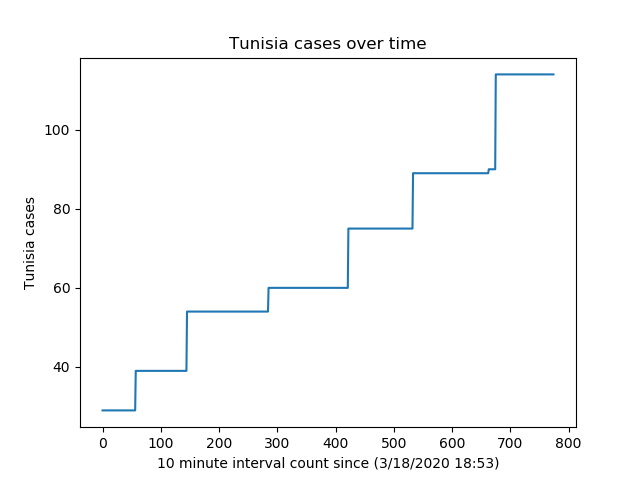 Tunisia cases over time
Tunisia cases
100
80
60
40
0 100 200 300 400 500 600 700 800
10 minute interval count since (3/18/2020 18:53)